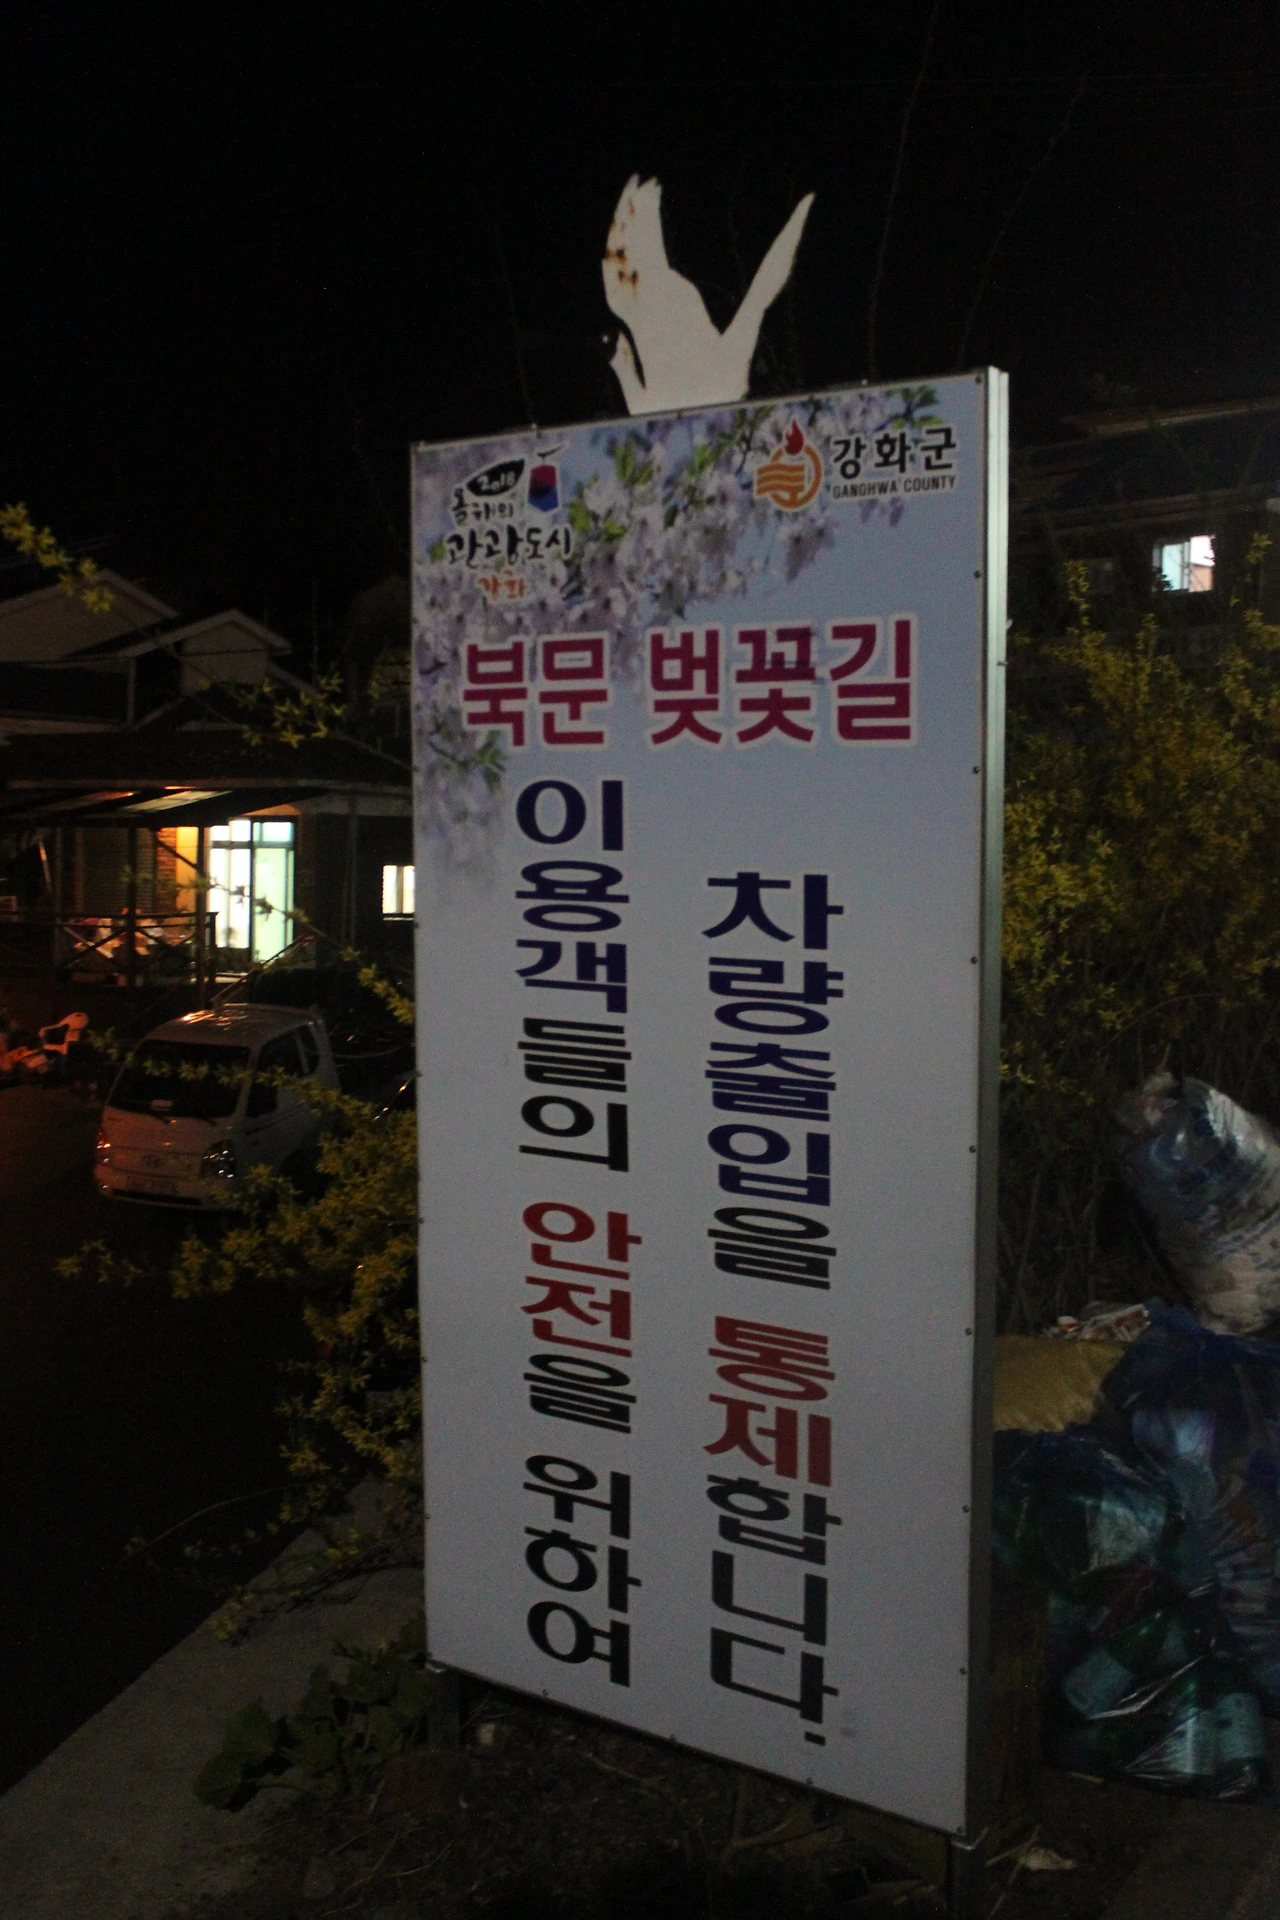 2018
올해의
관광도시
강화
강화군
GANGHWA COUNTY
북문 벚꽃길
이용객들의 안전을 위하여
차량출입을 통제합니다.